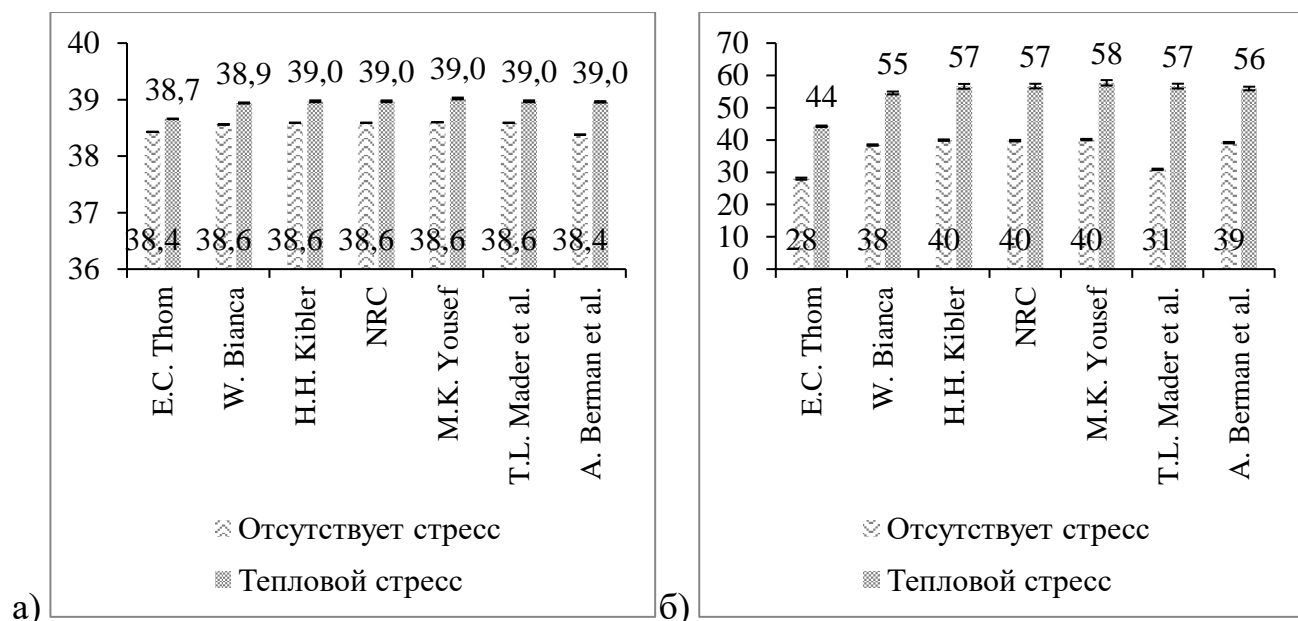 40
39
38
37
36
38,7
38,9
39,0
39,0
39,0
39,0
39,0
38,4
38,6
38,6
38,6
38,6
38,6
38,4
E.C. Thom
W. Bianca
H.H. Kibler
NRC
M.K. Yousef
T.L. Mader et al.
A. Berman et al.
Отсутствует стресс
Тепловой стресс
а)
70
60
50
40
30
20
10
0
44
55
57
57
58
57
56
28
38
40
40
40
31
39
E.C. Thom
W. Bianca
H.H. Kibler
NRC
M.K. Yousef
T.L. Mader et al.
A. Berman et al.
Отсутствует стресс
Тепловой стресс
б)